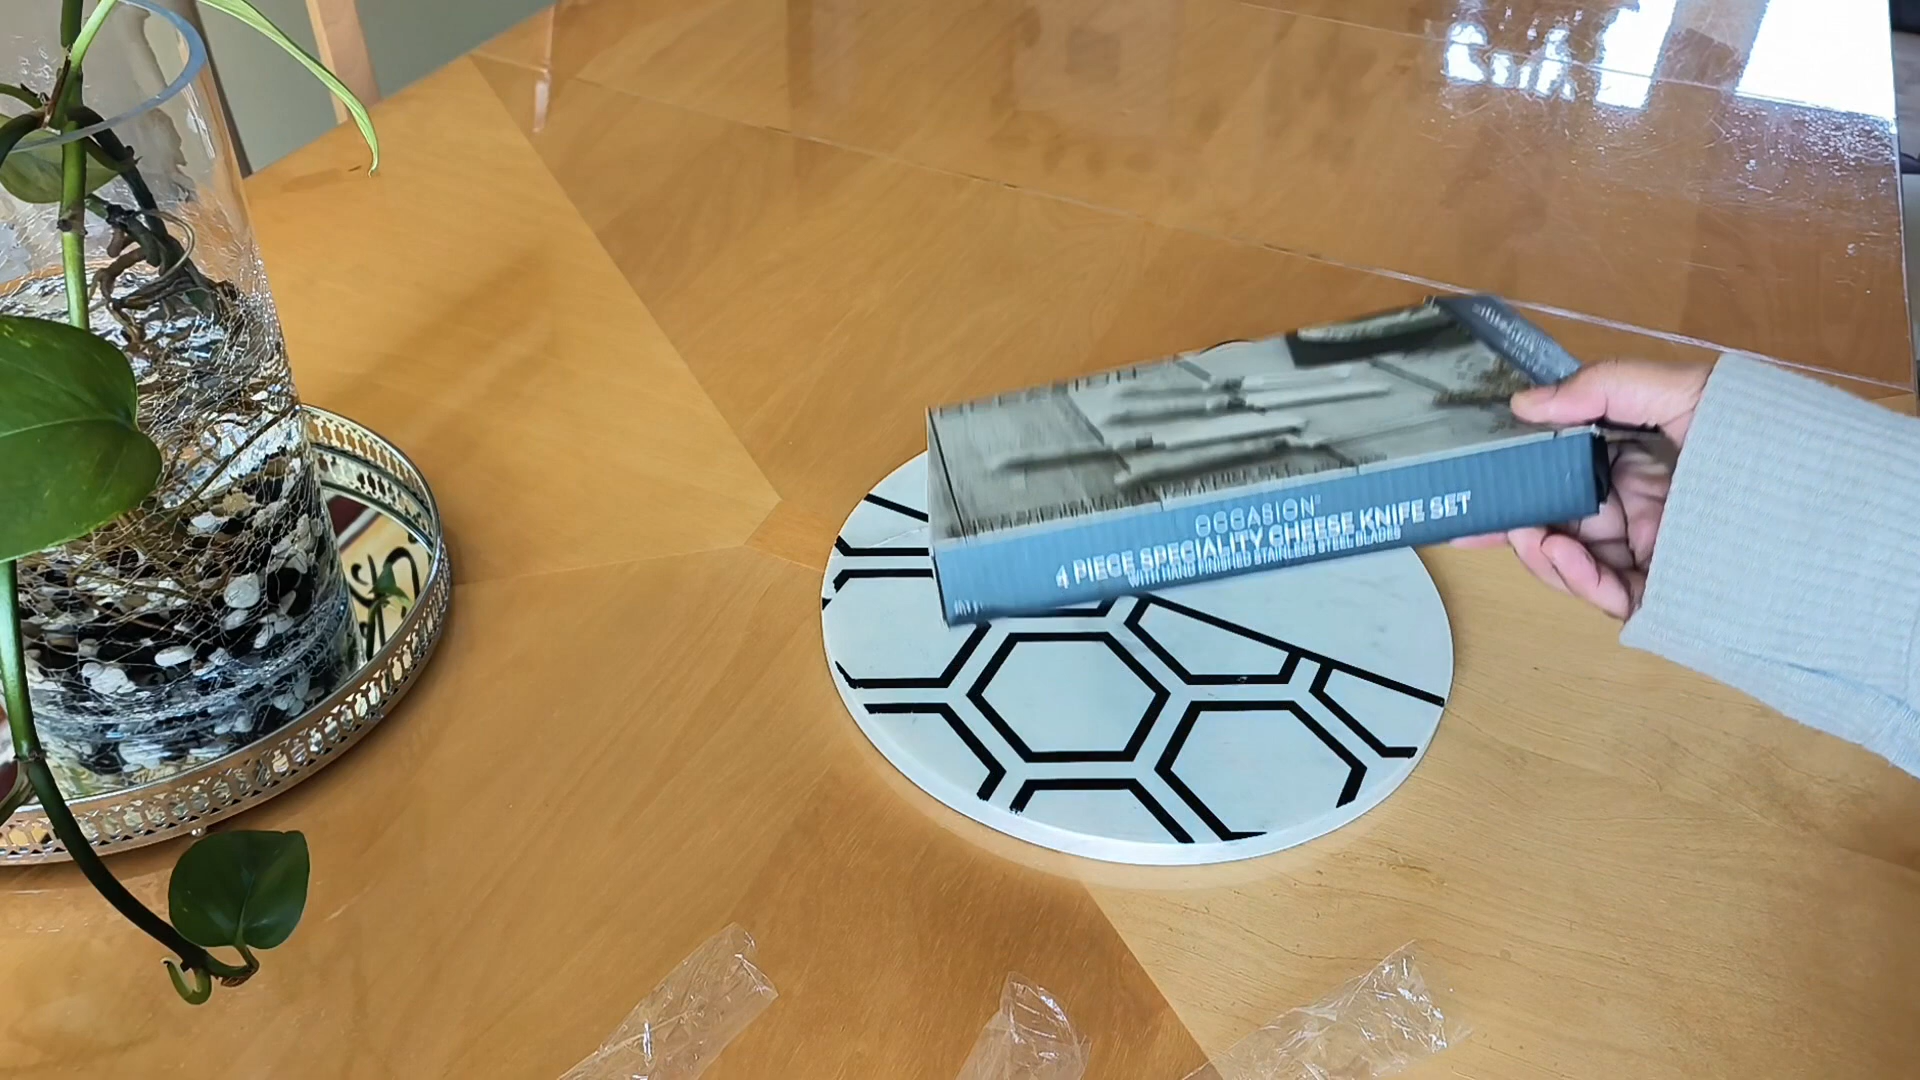 OCCASION®
4 PIECE SPECIALITY CHEESE KNIFE SET
WITH HAND FINISHED STAINLESS STEEL BLADES